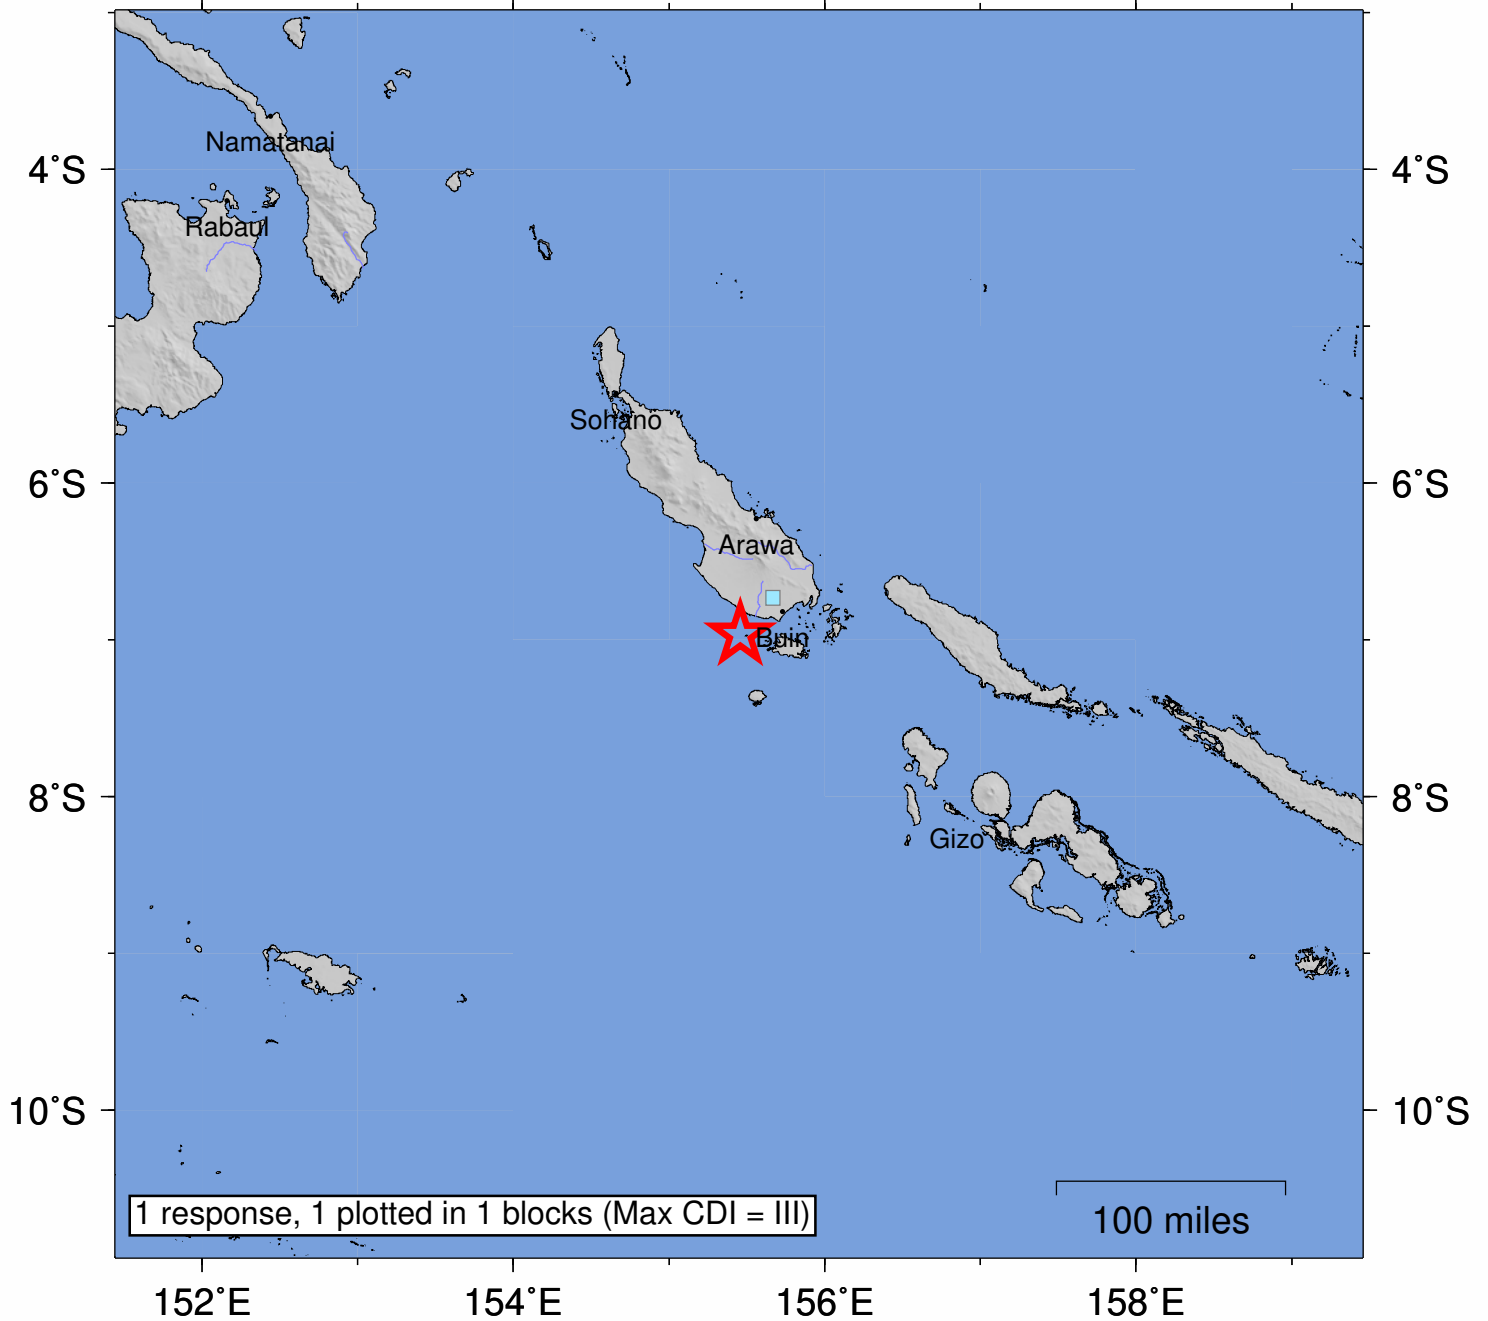 Namatanai
4˚S
4˚S
Rabaul
Sohano
6˚S
6˚S
Arawa
Buin
8˚S
8˚S
Gizo
10˚S
10˚S
1 response, 1 plotted in 1 blocks (Max CDI = III)
100 miles
152˚E
154˚E
156˚E
158˚E